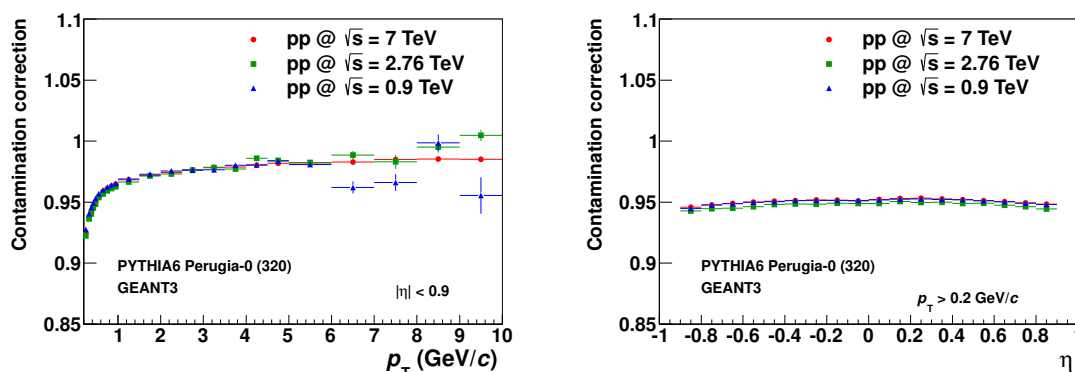 Contamination correction
1.1
1.05
1
0.95
0.9
0.85
pp @ √s = 7 TeV
pp @ √s = 2.76 TeV
pp @ √s = 0.9 TeV
PYTHIA6 Perugia-0 (320)
GEANT3
|η| < 0.9
1 2 3 4 5 6 7 8 9 10
p_T (GeV/c)
Contamination correction
1.1
1.05
1
0.95
0.9
0.85
pp @ √s = 7 TeV
pp @ √s = 2.76 TeV
pp @ √s = 0.9 TeV
PYTHIA6 Perugia-0 (320)
GEANT3
p_T > 0.2 GeV/c
-1 -0.8 -0.6 -0.4 -0.2 0 0.2 0.4 0.6 0.8 1
η